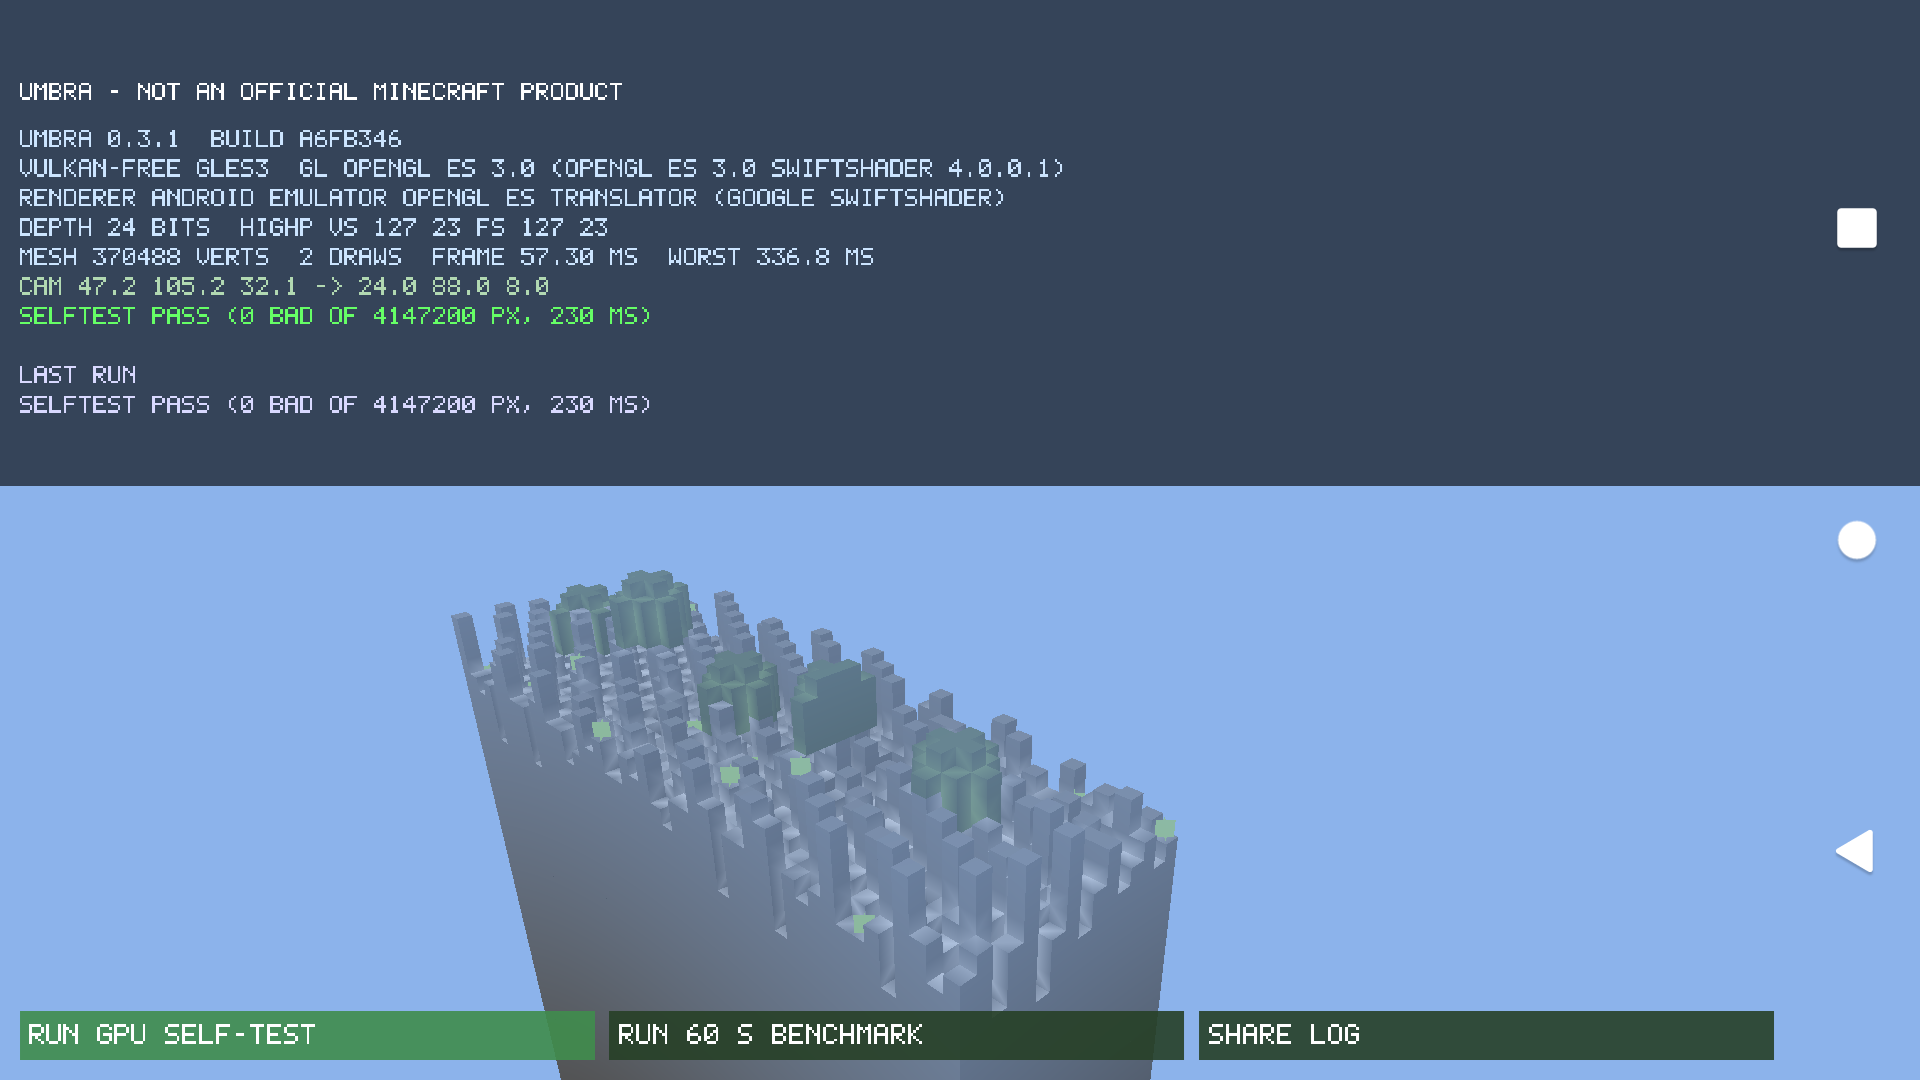 UMBRA - NOT AN OFFICIAL MINECRAFT PRODUCT
UMBRA 0.3.1 BUILD A6FB346
VULKAN-FREE GLES3 GL OPENGL ES 3.0 (OPENGL ES 3.0 SWIFTSHADER 4.0.0.1)
RENDERER ANDROID EMULATOR OPENGL ES TRANSLATOR (GOOGLE SWIFTSHADER)
DEPTH 24 BITS HIGHP VS 127 23 FS 127 23
MESH 370488 VERTS 2 DRAWS FRAME 57.30 MS WORST 336.8 MS
CAM 47.2 105.2 32.1 -> 24.0 88.0 8.0
SELFTEST PASS (0 BAD OF 4147200 PX, 230 MS)
LAST RUN
SELFTEST PASS (0 BAD OF 4147200 PX, 230 MS)
RUN GPU SELF-TEST
RUN 60 S BENCHMARK
SHARE LOG